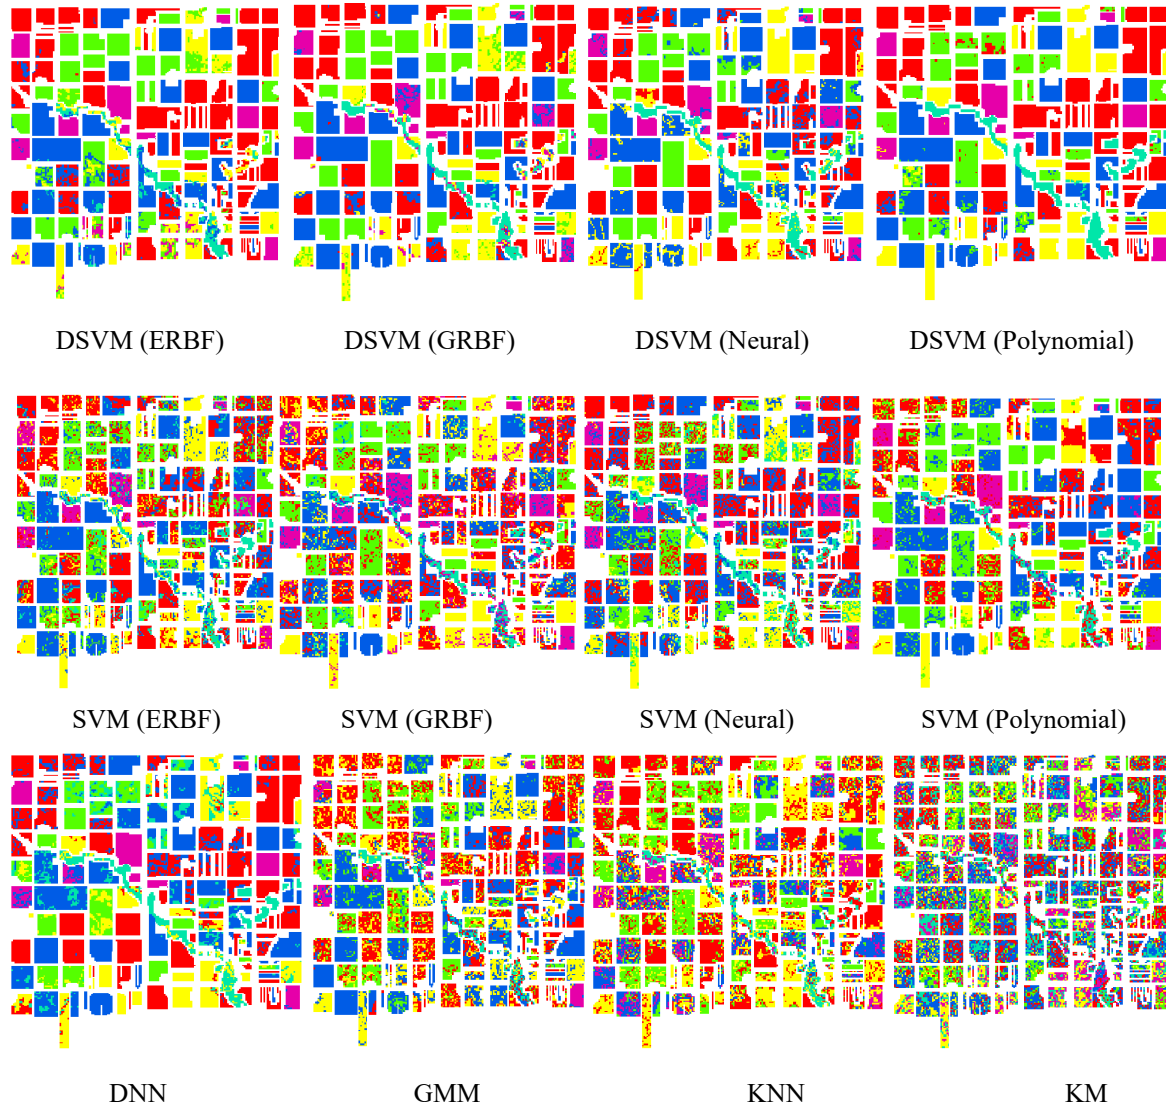 DSVM (ERBF) DSVM (GRBF) DSVM (Neural) DSVM (Polynomial)
SVM (ERBF) SVM (GRBF) SVM (Neural) SVM (Polynomial)
DNN GMM KNN KM